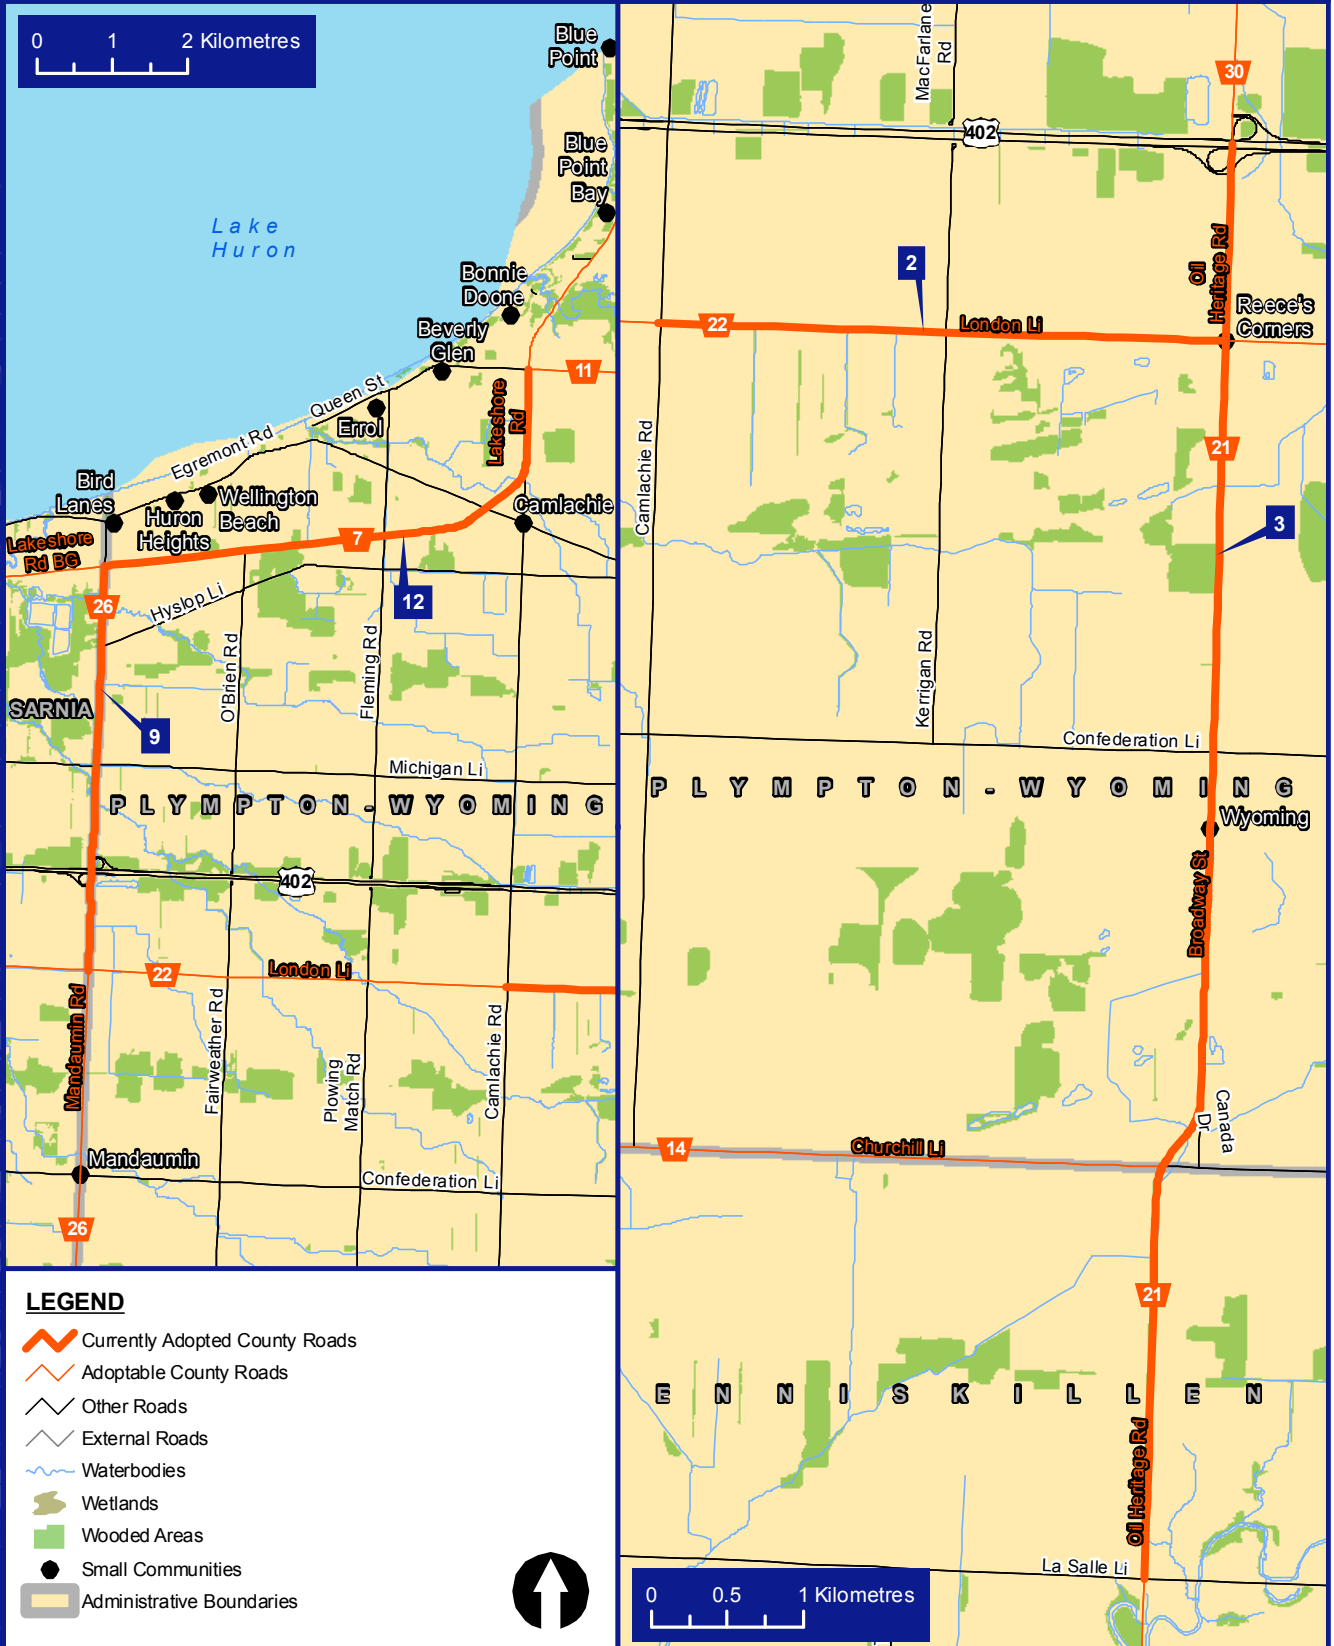 0 1 2 Kilometres
Blue
Point
Blue
Point
Bay
Lake
Huron
Bonnie
Doone
Beverly
Glen
11
Queen St
Lakeshore
Rd
Errol
Egremont Rd
Bird
Lanes
Wellington
Beach
Huron
Heights
Camlachie
Lakeshore
Rd BG
7
12
26
Hyslop Li
O'Brien Rd
Fleming Rd
SARNIA
9
Michigan Li
PLYMPTON-WYOMING
402
22
London Li
Mandaumin Rd
Fairweather Rd
Plowing
Match Rd
Camlachie Rd
Mandaumin
Confederation Li
26
LEGEND
Currently Adopted County Roads
Adoptable County Roads
Other Roads
External Roads
Waterbodies
Wetlands
Wooded Areas
Small Communities
Administrative Boundaries
MacFarlane
Rd
30
402
2
Oil
Heritage Rd
22
London Li
Reece's
Corners
Camlachie Rd
21
3
Kerrigan Rd
Confederation Li
PLYMPTON-WYOMING
Wyoming
Broadway St
Canada
Dr
14
Churchill Li
21
ENNISKILLEN
Oil Heritage Rd
La Salle Li
0 0.5 1 Kilometres